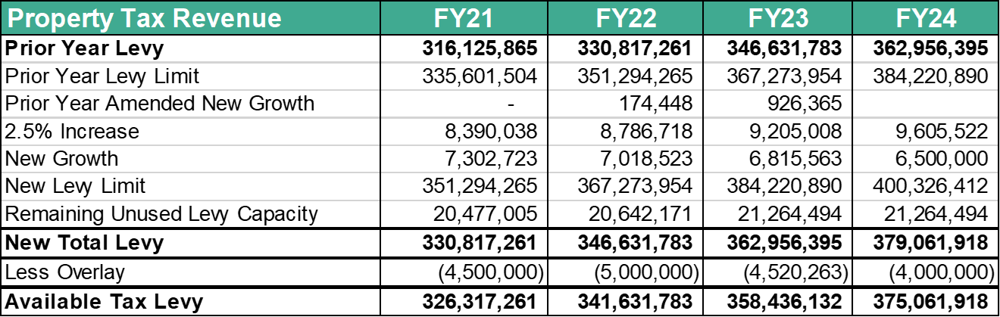 Property Tax Revenue FY21 FY22 FY23 FY24
Prior Year Levy 316,125,865 330,817,261 346,631,783 362,956,395
Prior Year Levy Limit 335,601,504 351,294,265 367,273,954 384,220,890
Prior Year Amended New Growth - 174,448 926,365
2.5% Increase 8,390,038 8,786,718 9,205,008 9,605,522
New Growth 7,302,723 7,018,523 6,815,563 6,500,000
New Levy Limit 351,294,265 367,273,954 384,220,890 400,326,412
Remaining Unused Levy Capacity 20,477,005 20,642,171 21,264,494 21,264,494
New Total Levy 330,817,261 346,631,783 362,956,395 379,061,918
Less Overlay (4,500,000) (5,000,000) (4,520,263) (4,000,000)
Available Tax Levy 326,317,261 341,631,783 358,436,132 375,061,918